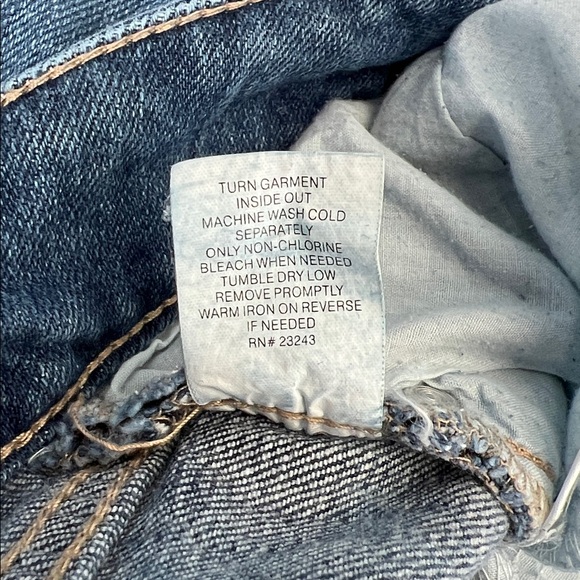 TURN GARMENT
INSIDE OUT
MACHINE WASH COLD
SEPARATELY
ONLY NON-CHLORINE
BLEACH WHEN NEEDED
TUMBLE DRY LOW
REMOVE PROMPTLY
WARM IRON ON REVERSE
IF NEEDED
RN# 23243